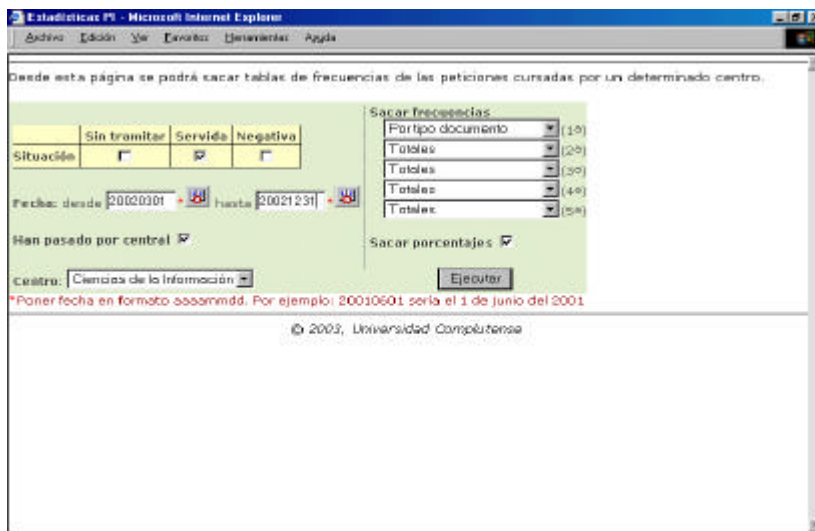 Estadísticas PI - Microsoft Internet Explorer
Archivo Edición Ver Favoritos Herramientas Ayuda
Desde esta página se podrá sacar tablas de frecuencias de las peticiones cursadas por un determinado centro.
Sacar frecuencias
Por tipo documento (1º)
Sin tramitar Servida Negativa
Totales (2º)
Situación
Totales (3º)
Totales (4º)
Fecha: desde 20020301 * hasta 20021231 *
Totales (5º)
Han pasado por central
Sacar porcentajes
Centro: Ciencias de la Información
Ejecutar
*Poner fecha en formato aaaammdd. Por ejemplo: 20010601 sería el 1 de junio del 2001
© 2003, Universidad Complutense